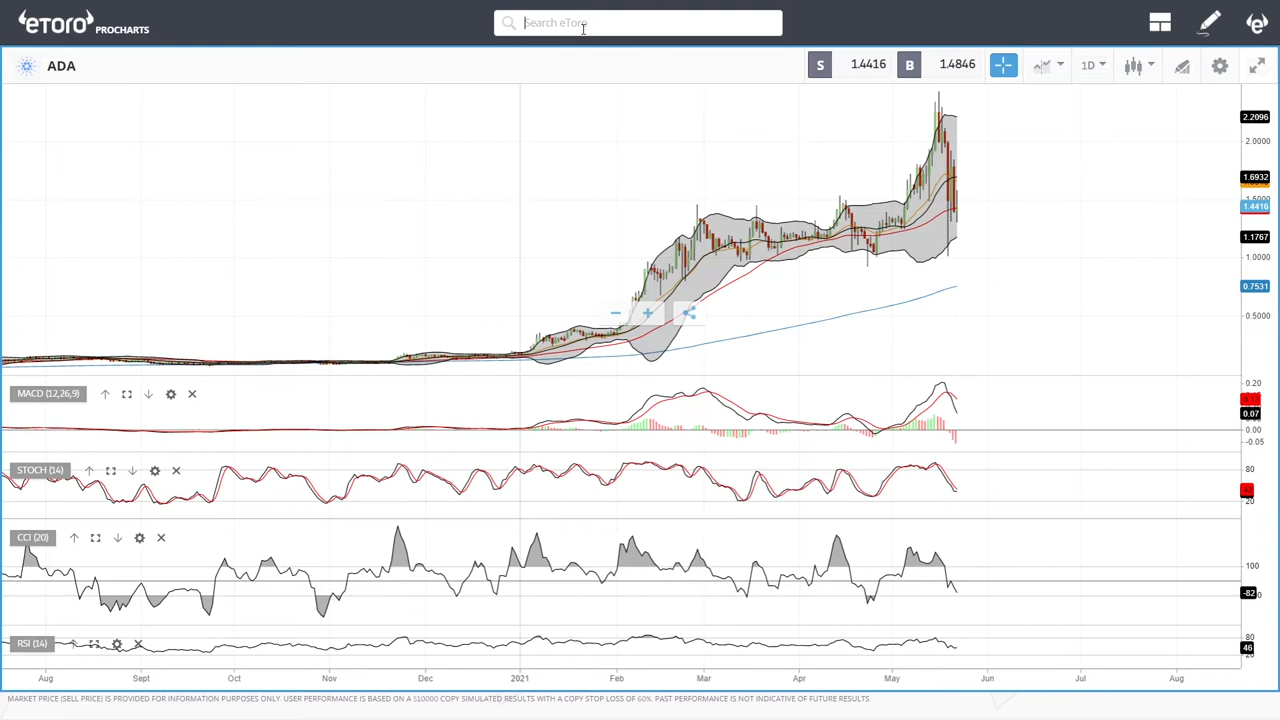 eToro PROCHARTS
Search eToro
ADA
S 1.4416 B 1.4846
1D
2.2096
2.0000
1.6932
1.4416
1.1767
1.0000
0.7531
0.5000
MACD (12,26,9)
0.20
0.07
0.00
-0.05
STOCH (14)
80
20
CCI (20)
100
-82
RSI (14)
80
46
Aug Sept Oct Nov Dec 2021 Feb Mar Apr May Jun Jul Aug
MARKET PRICE (SELL PRICE) IS PROVIDED FOR INFORMATION PURPOSES ONLY. USER PERFORMANCE IS BASED ON A $10000 COPY SIMULATED RESULTS WITH A COPY STOP LOSS OF 60%. PAST PERFORMANCE IS NOT INDICATIVE OF FUTURE RESULTS.